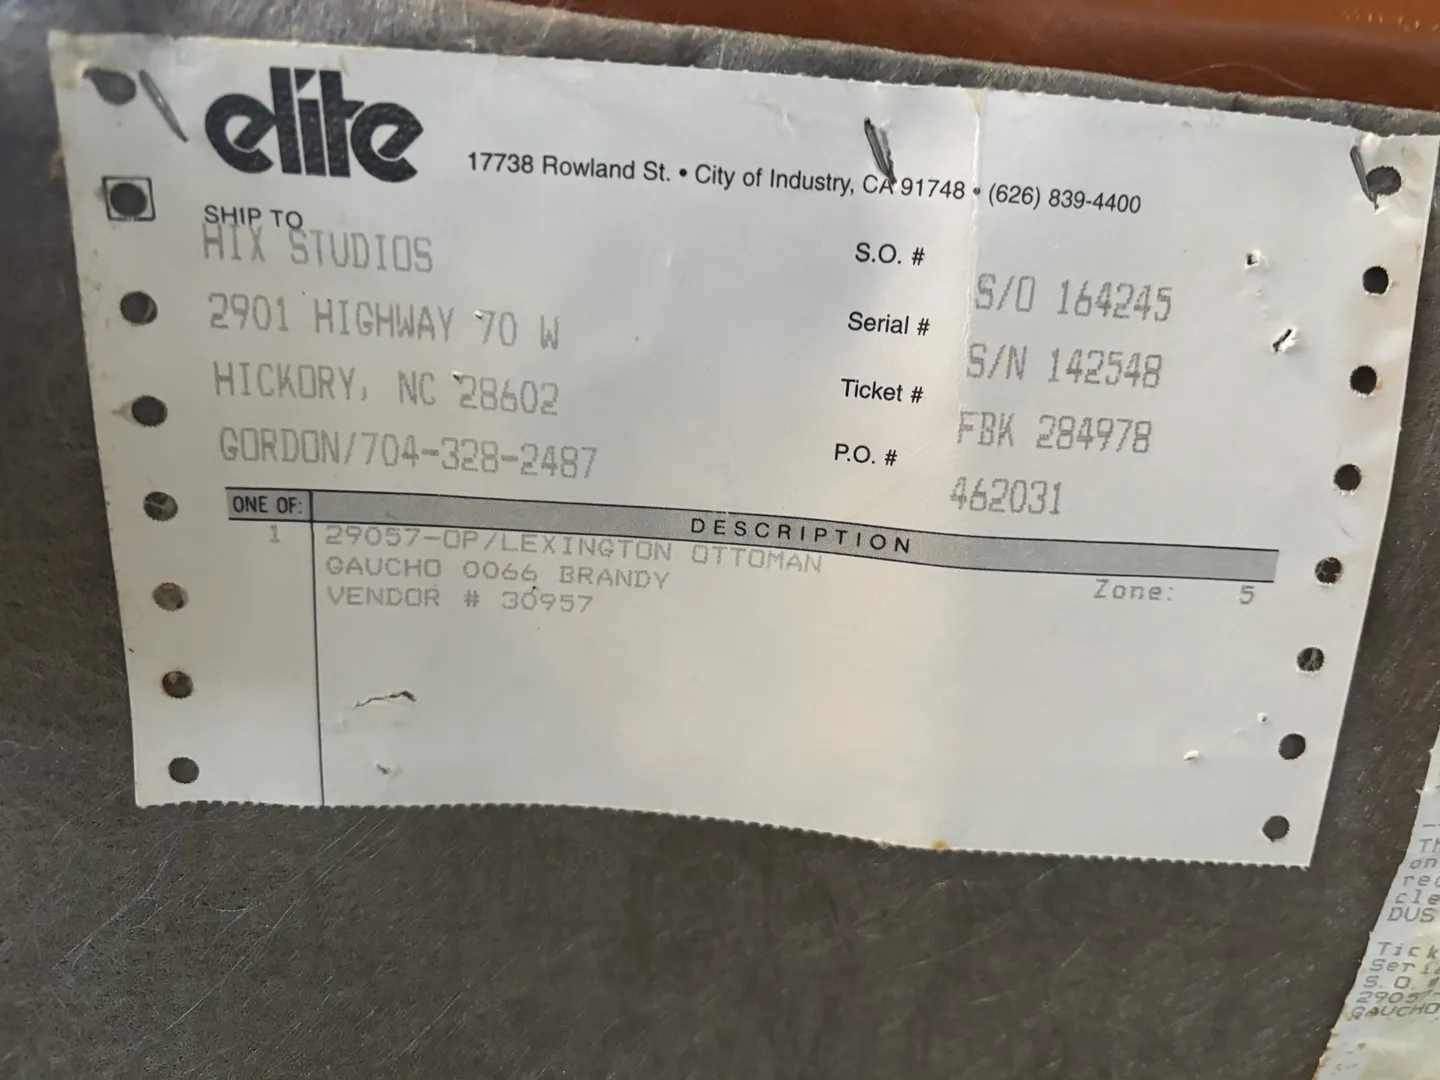 elite
17738 Rowland St. • City of Industry, CA 91748 • (626) 839-4400
SHIP TO
HIX STUDIOS
2901 HIGHWAY 70 W
HICKORY, NC 28602
GORDON/704-328-2487
S.O. # S/O 164245
Serial # S/N 142548
Ticket # FBK 284978
P.O. # 462031
ONE OF: DESCRIPTION
1 29057-OP/LEXINGTON OTTOMAN
GAUCHO 0066 BRANDY
VENDOR # 30957
Zone: 5
DUS
S.O.
GAUCHO